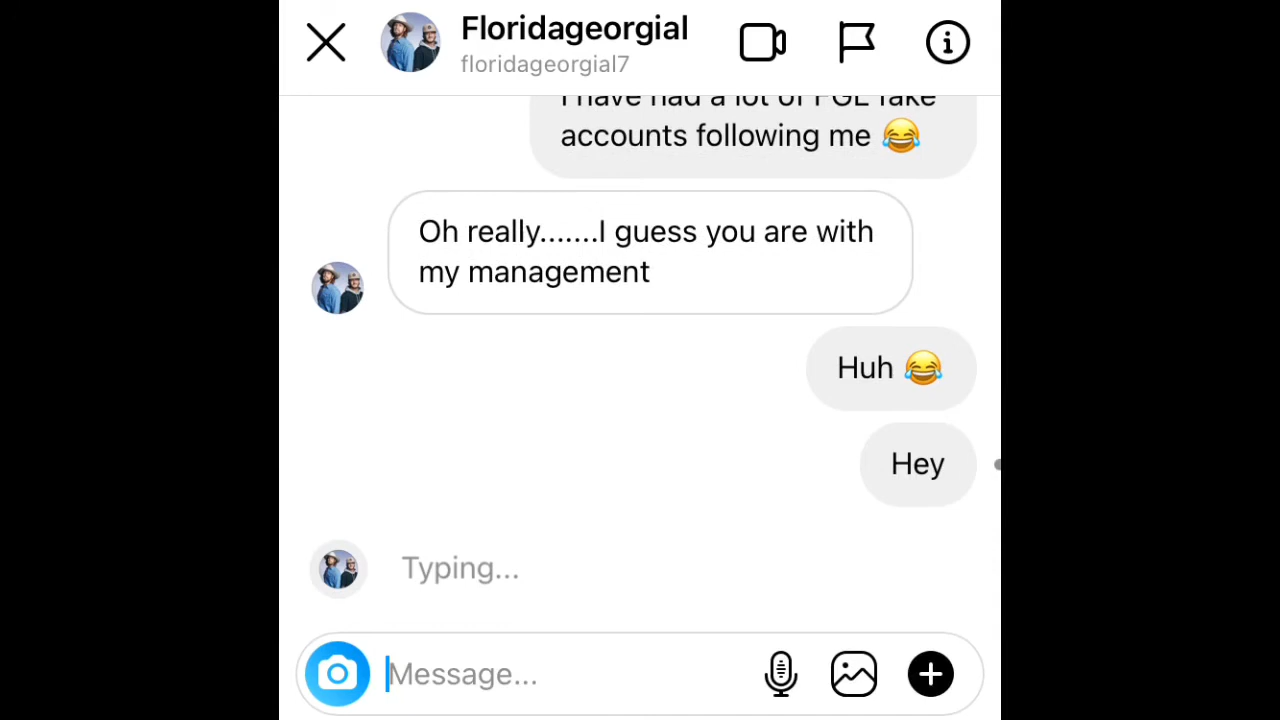 Floridageorgial
floridageorgial7
I have had a lot of FGL fake
accounts following me 😂
Oh really.......I guess you are with
my management
Huh 😂
Hey
Typing...
Message...